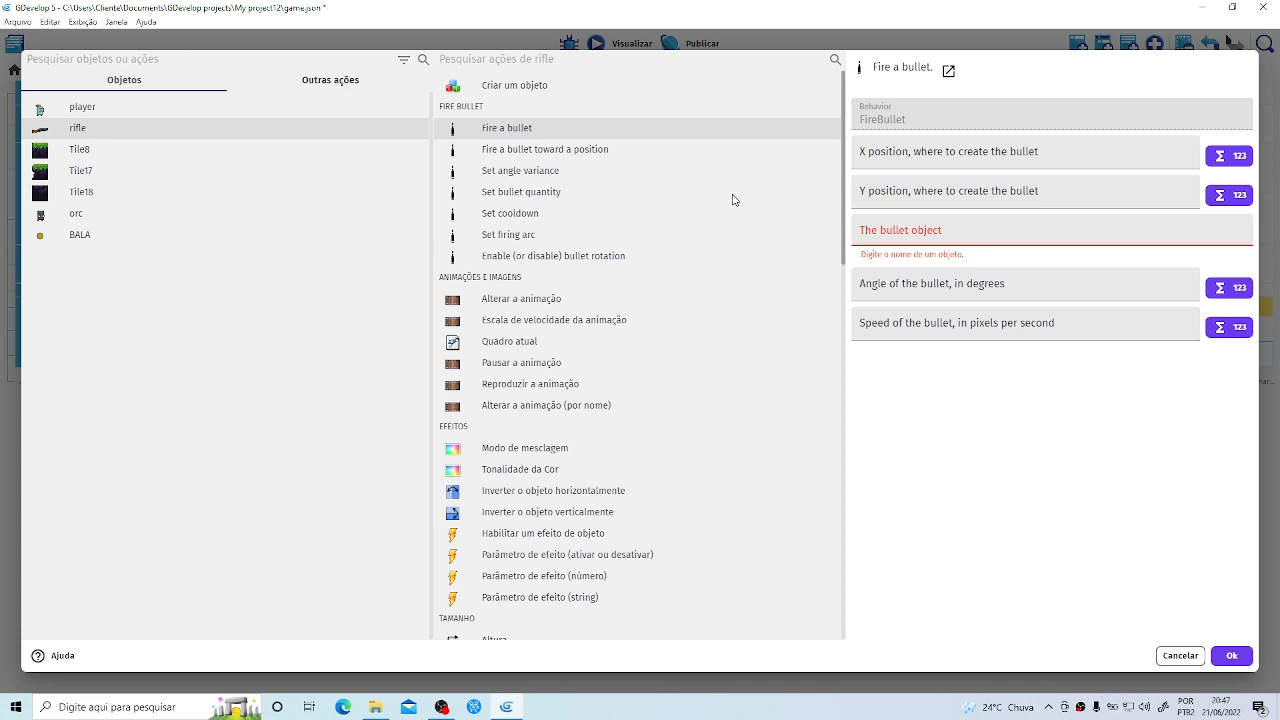 GDevelop 5 - C:\Users\Cliente\Documents\GDevelop projects\My project12\game.json *
Arquivo Editar Exibição Janela Ajuda
Visualizar Publicar
Pesquisar objetos ou ações
Objetos
Outras ações
player
rifle
Tile8
Tile17
Tile18
orc
BALA
Pesquisar ações de rifle
Criar um objeto
FIRE BULLET
Fire a bullet
Fire a bullet toward a position
Set angle variance
Set bullet quantity
Set cooldown
Set firing arc
Enable (or disable) bullet rotation
ANIMAÇÕES E IMAGENS
Alterar a animação
Escala de velocidade da animação
Quadro atual
Pausar a animação
Reproduzir a animação
Alterar a animação (por nome)
EFEITOS
Modo de mesclagem
Tonalidade da Cor
Inverter o objeto horizontalmente
Inverter o objeto verticalmente
Habilitar um efeito de objeto
Parâmetro de efeito (ativar ou desativar)
Parâmetro de efeito (número)
Parâmetro de efeito (string)
TAMANHO
Altura
Fire a bullet.
Behavior
FireBullet
X position, where to create the bullet
Σ 123
Y position, where to create the bullet
Σ 123
The bullet object
Digite o nome de um objeto.
Angle of the bullet, in degrees
Σ 123
Speed of the bullet, in pixels per second
Σ 123
Ajuda
Cancelar
Ok
Digite aqui para pesquisar
24°C Chuva
POR
PTB2
20:47
21/06/2022
2